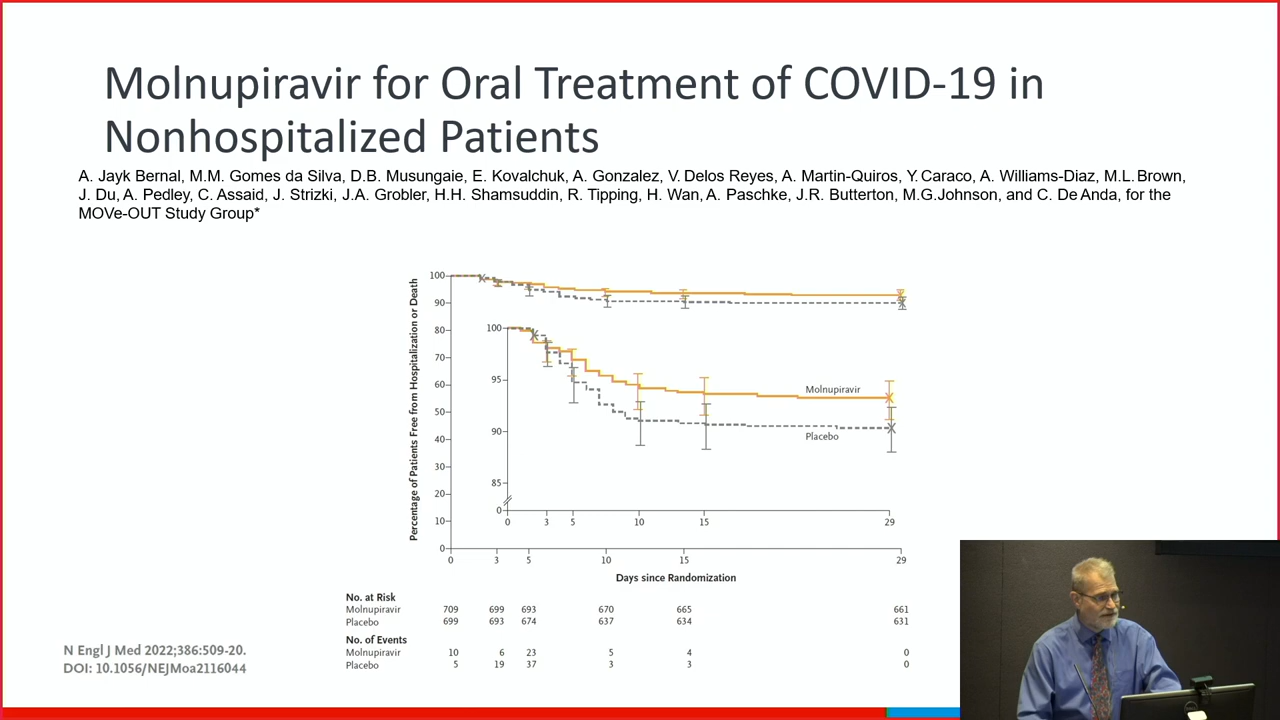 Molnupiravir for Oral Treatment of COVID-19 in
Nonhospitalized Patients
A. Jayk Bernal, M.M. Gomes da Silva, D.B. Musungaie, E. Kovalchuk, A. Gonzalez, V. Delos Reyes, A. Martin-Quiros, Y. Caraco, A. Williams-Diaz, M.L. Brown,
J. Du, A. Pedley, C. Assaid, J. Strizki, J.A. Grobler, H.H. Shamsuddin, R. Tipping, H. Wan, A. Paschke, J.R. Butterton, M.G.Johnson, and C. De Anda, for the
MOVe-OUT Study Group*
Percentage of Patients Free from Hospitalization or Death
100
90
80
70
60
50
40
30
20
10
0
100
95
90
85
0
Molnupiravir
Placebo
0 3 5 10 15 29
0 3 5 10 15 29
Days since Randomization
No. at Risk
Molnupiravir 709 699 693 670 665 661
Placebo 699 693 674 637 634 631
No. of Events
Molnupiravir 10 6 23 5 4 0
Placebo 5 19 37 3 3 0
N Engl J Med 2022;386:509-20.
DOI: 10.1056/NEJMoa2116044